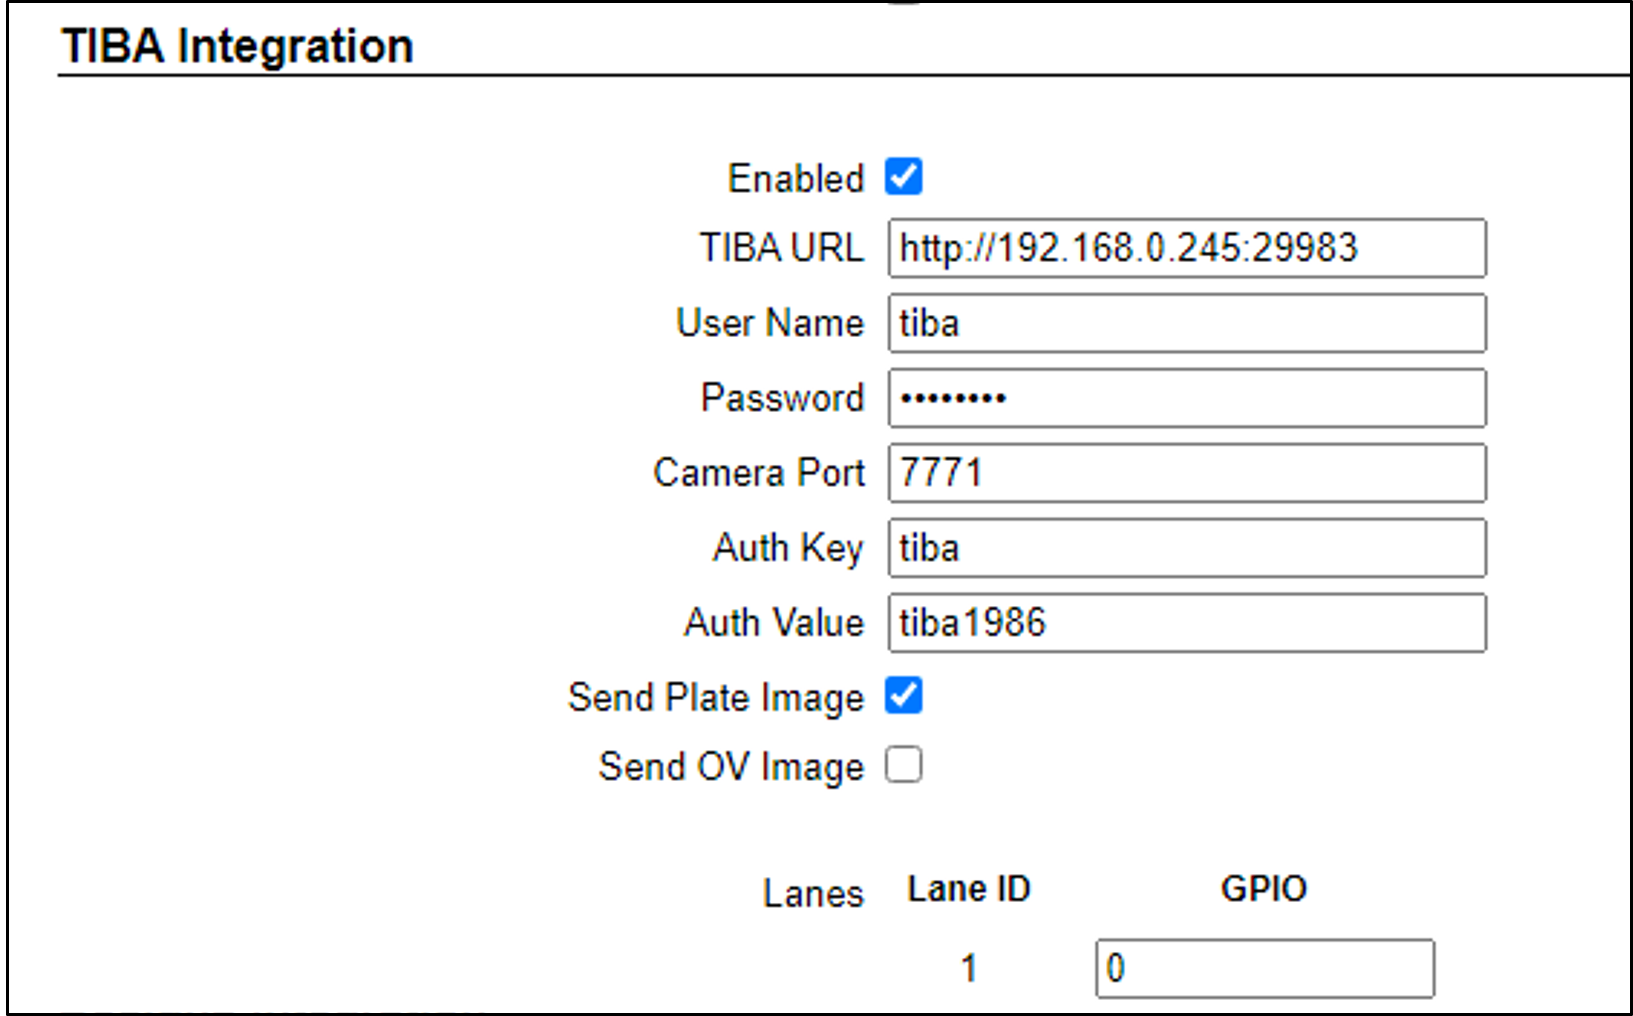 TIBA Integration
Enabled
TIBA URL http://192.168.0.245:29983
User Name tiba
Password ••••••••
Camera Port 7771
Auth Key tiba
Auth Value tiba1986
Send Plate Image
Send OV Image
Lanes Lane ID GPIO
1 0